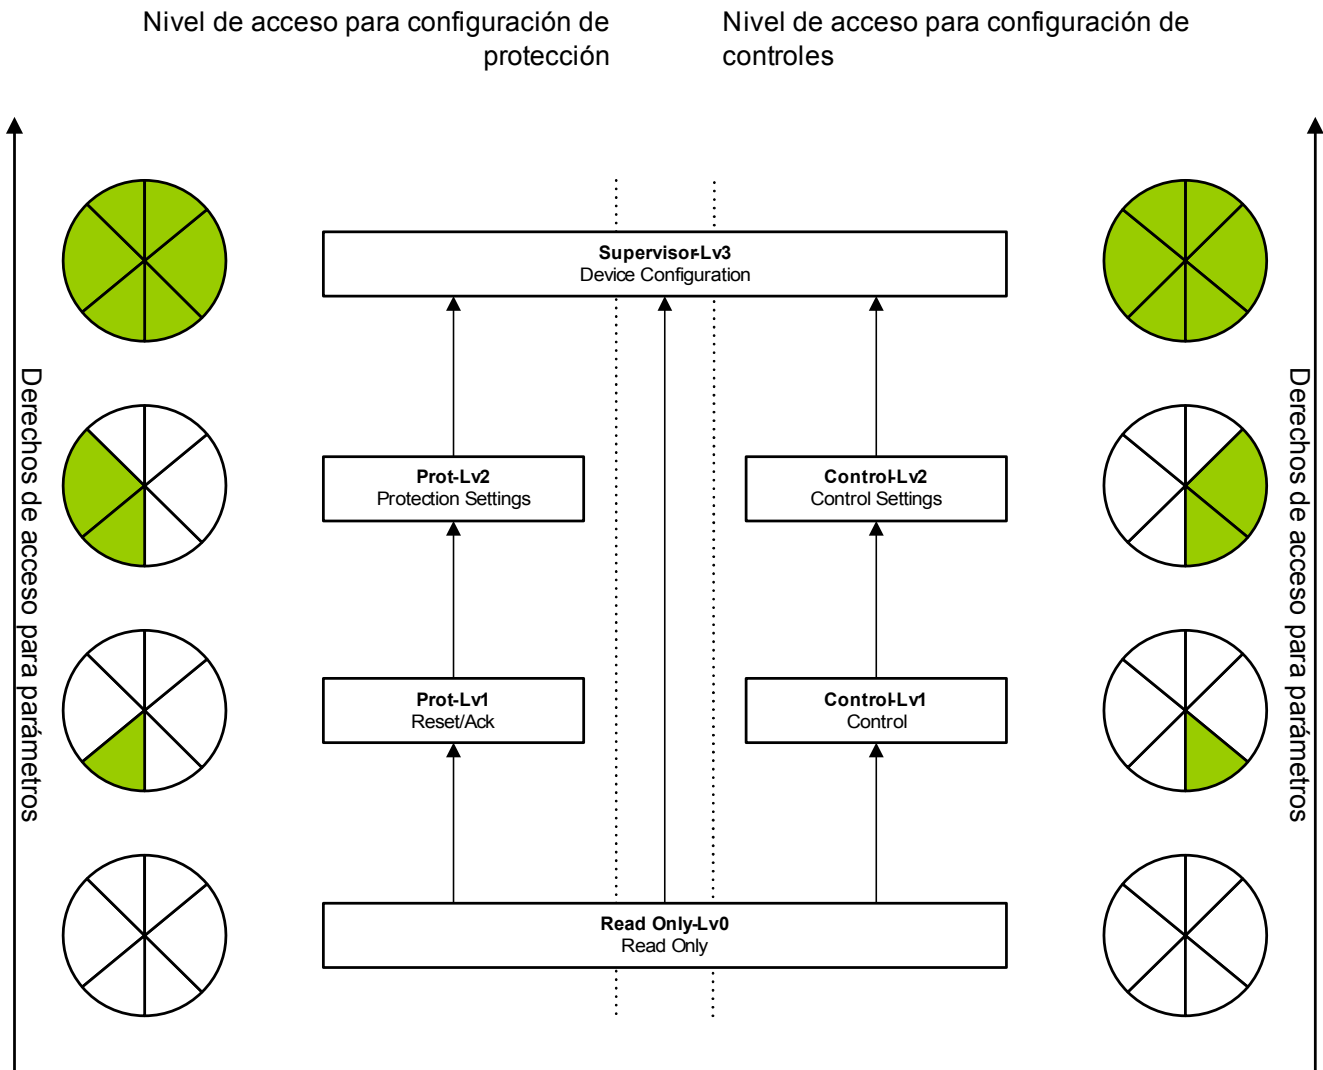 Nivel de acceso para configuración de
protección
Nivel de acceso para configuración de
controles
Supervisor-Lv3
Device Configuration
Derechos de acceso para parámetros
Derechos de acceso para parámetros
Prot-Lv2
Protection Settings
Control-Lv2
Control Settings
Prot-Lv1
Reset/Ack
Control-Lv1
Control
Read Only-Lv0
Read Only